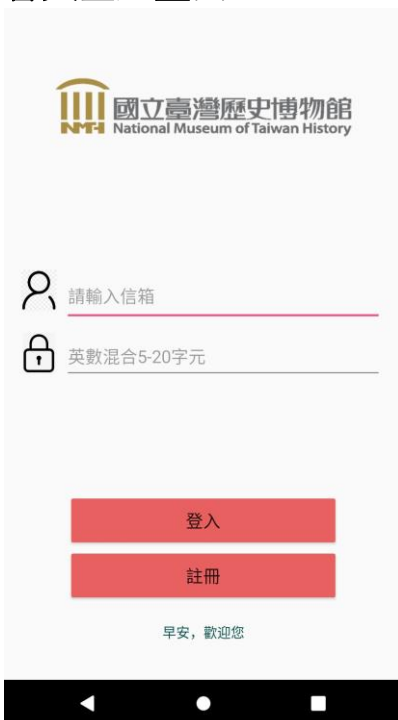 國立臺灣歷史博物館
NMTH National Museum of Taiwan History
請輸入信箱
英數混合5-20字元
登入
註冊
早安，歡迎您